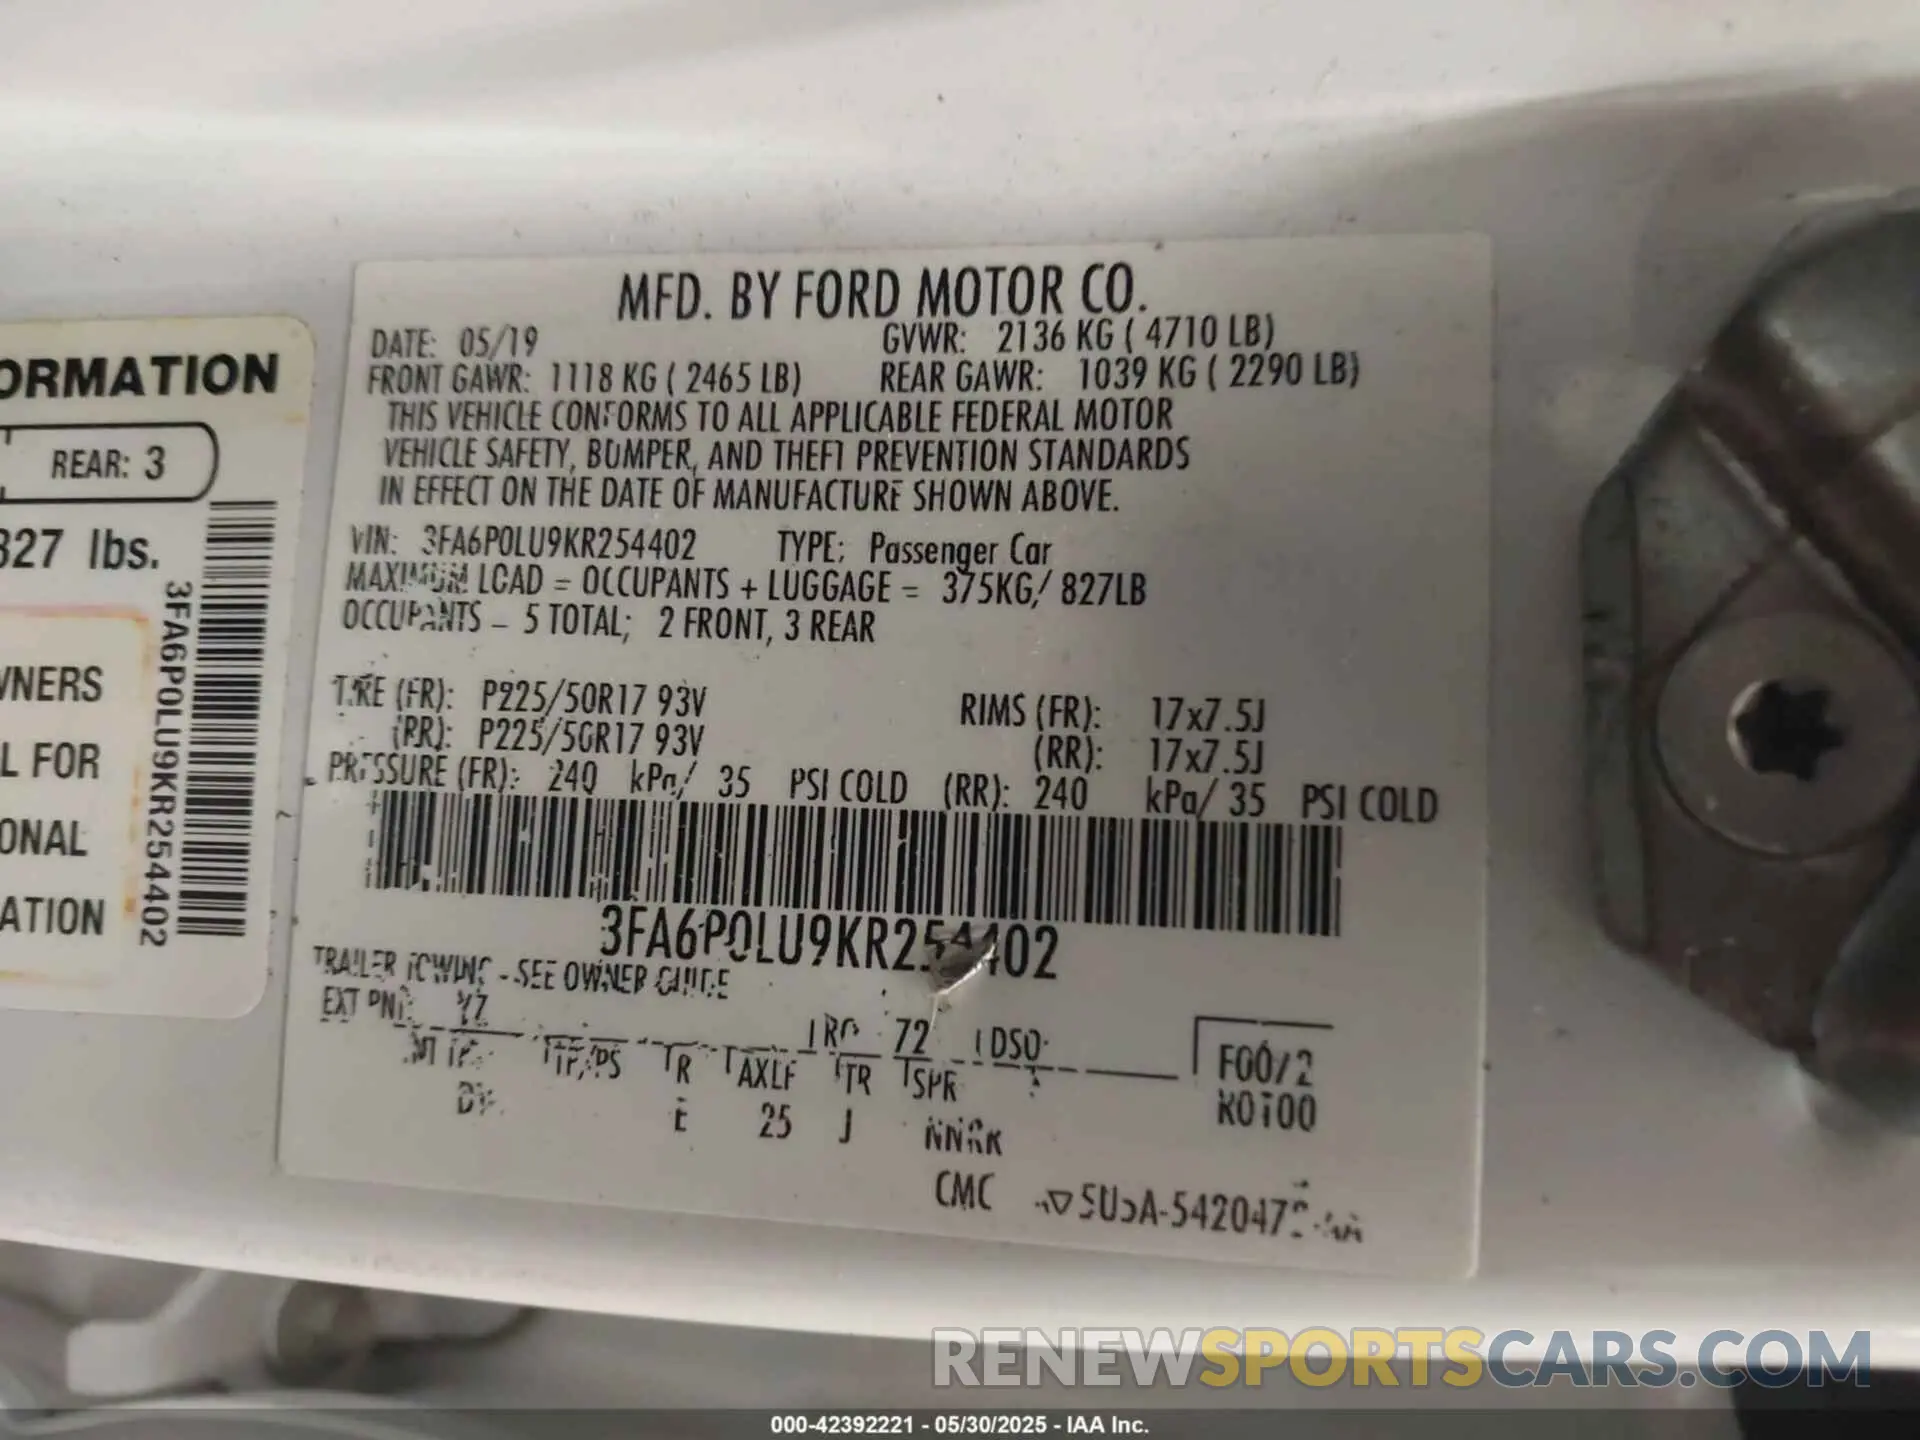 MFD. BY FORD MOTOR CO.
DATE: 05/19 GVWR: 2136 KG ( 4710 LB)
FRONT GAWR: 1118 KG ( 2465 LB) REAR GAWR: 1039 KG ( 2290 LB)
THIS VEHICLE CONFORMS TO ALL APPLICABLE FEDERAL MOTOR
VEHICLE SAFETY, BUMPER, AND THEFT PREVENTION STANDARDS
IN EFFECT ON THE DATE OF MANUFACTURE SHOWN ABOVE.
VIN: 3FA6P0LU9KR254402 TYPE: Passenger Car
MAXIMUM LOAD = OCCUPANTS + LUGGAGE = 375KG/ 827LB
OCCUPANTS - 5 TOTAL; 2 FRONT, 3 REAR
TIRE (FR): P225/50R17 93V RIMS (FR): 17x7.5J
(RR): P225/50R17 93V (RR): 17x7.5J
PRESSURE (FR): 240 kPa/ 35 PSI COLD (RR): 240 kPa/ 35 PSI COLD
3FA6P0LU9KR254402
TRAILER TOWING - SEE OWNER GUIDE
EXT PNT: YZ RC 72 DSO
TP/PS R AXLE TR SPR
E 25 J
CMC
ORMATION
REAR: 3
827 lbs.
3FA6P0LU9KR254402
WNERS
L FOR
ONAL
ATION
RENEWSPORTSCARS.COM
000-42392221 - 05/30/2025 - IAA Inc.